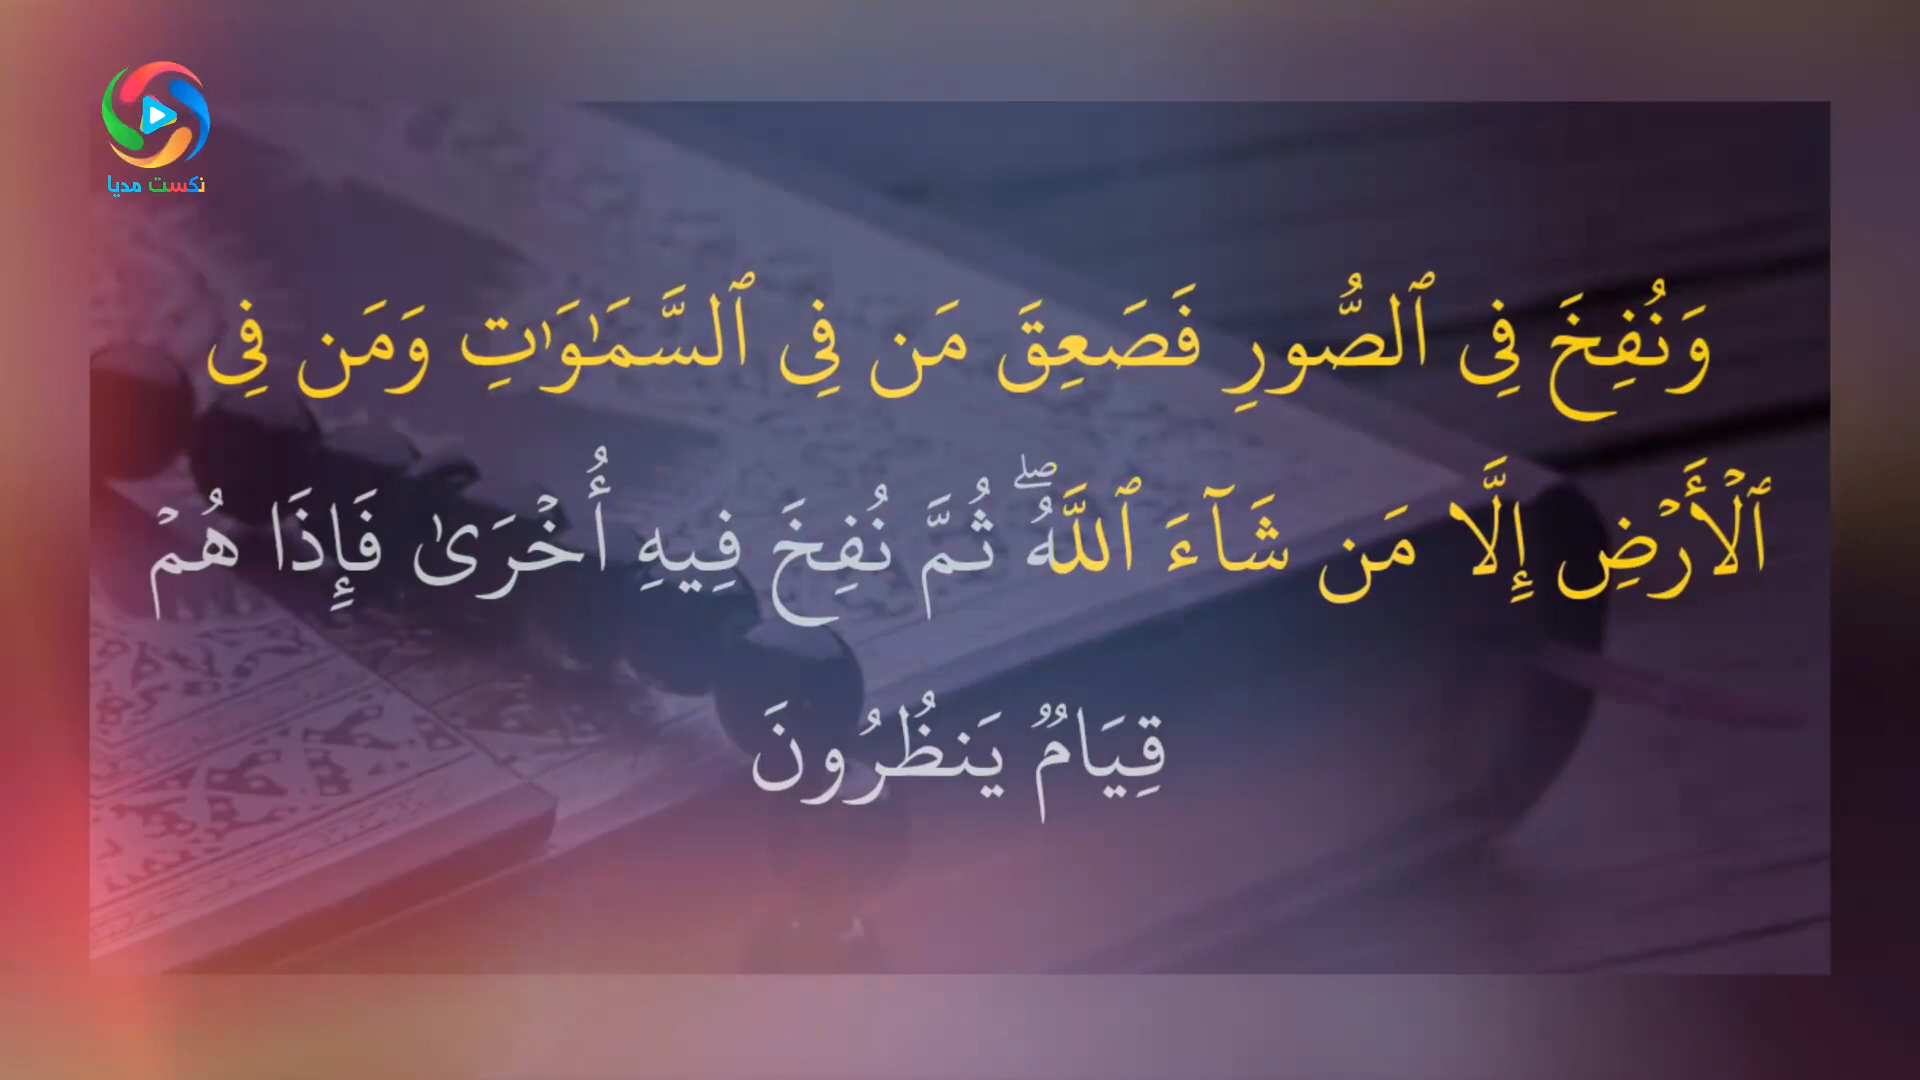 نكست مديا
وَنُفِخَ فِى ٱلصُّورِ فَصَعِقَ مَن فِى ٱلسَّمَـٰوَٰتِ وَمَن فِى
ٱلْأَرْضِ إِلَّا مَن شَآءَ ٱللَّهُ ۖ ثُمَّ نُفِخَ فِيهِ أُخْرَىٰ فَإِذَا هُمْ
قِيَامٌ يَنظُرُونَ